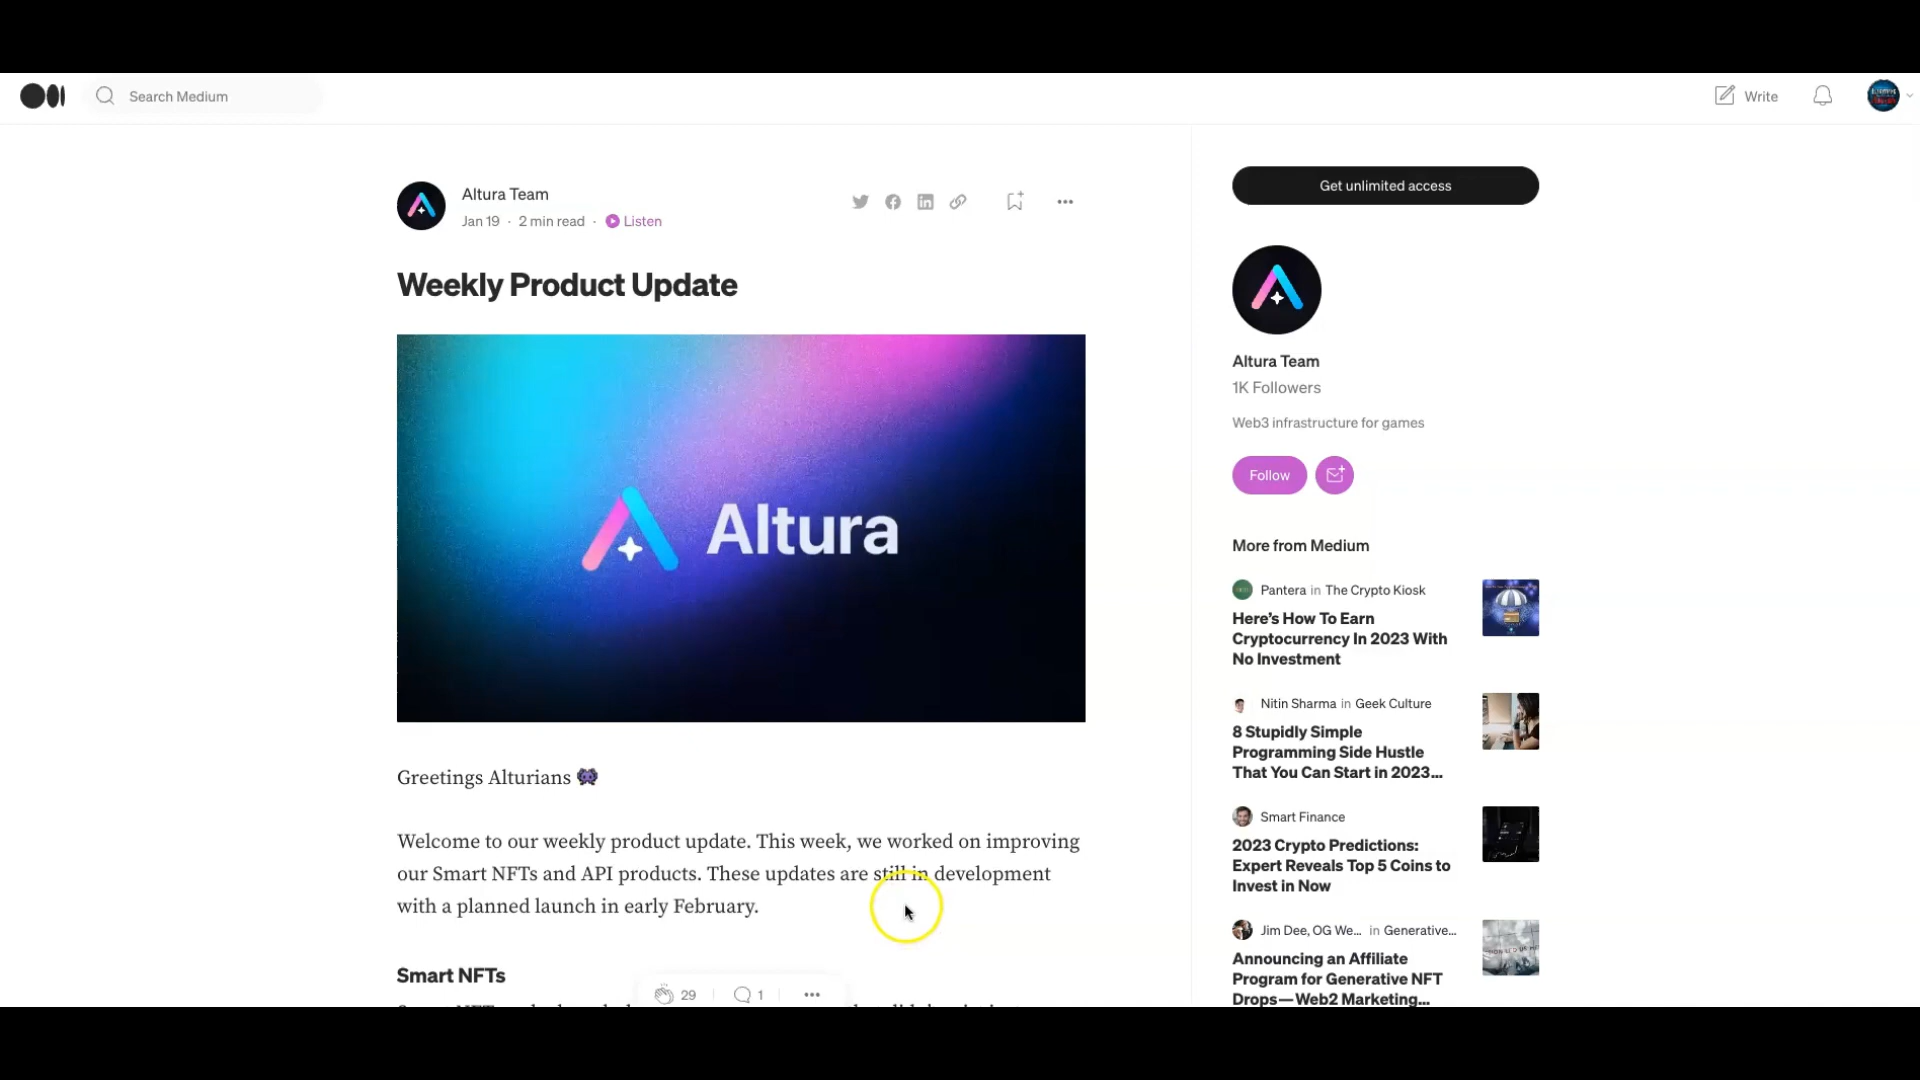 Search Medium
Write
Altura Team
Jan 19 · 2 min read · Listen
Weekly Product Update
Altura
Greetings Alturians 👾
Welcome to our weekly product update. This week, we worked on improving
our Smart NFTs and API products. These updates are still in development
with a planned launch in early February.
Smart NFTs
29
1
Get unlimited access
Altura Team
1K Followers
Web3 infrastructure for games
Follow
More from Medium
Pantera in The Crypto Kiosk
Here’s How To Earn
Cryptocurrency In 2023 With
No Investment
Nitin Sharma in Geek Culture
8 Stupidly Simple
Programming Side Hustle
That You Can Start in 2023...
Smart Finance
2023 Crypto Predictions:
Expert Reveals Top 5 Coins to
Invest in Now
Jim Dee, OG We... in Generative...
Announcing an Affiliate
Program for Generative NFT
Drops—Web2 Marketing...